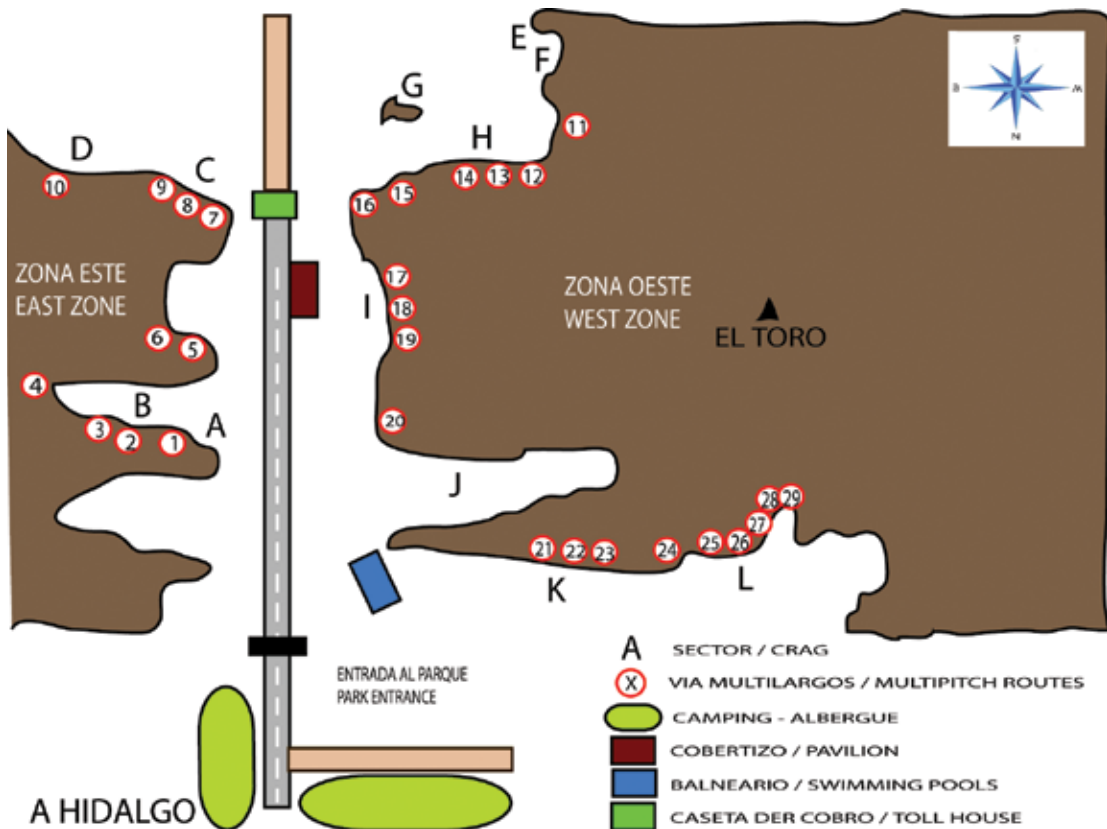 E
F
S
E
W
N
G
11
D
C
H
10
9
8
7
14
13
12
15
16
ZONA ESTE
EAST ZONE
17
18
19
I
ZONA OESTE
WEST ZONE
EL TORO
6
5
4
B
A
3
2
1
20
J
28
29
27
21
22
23
24
25
26
K
L
ENTRADA AL PARQUE
PARK ENTRANCE
A HIDALGO
A SECTOR / CRAG
X VIA MULTILARGOS / MULTIPITCH ROUTES
CAMPING - ALBERGUE
COBERTIZO / PAVILION
BALNEARIO / SWIMMING POOLS
CASETA DER COBRO / TOLL HOUSE